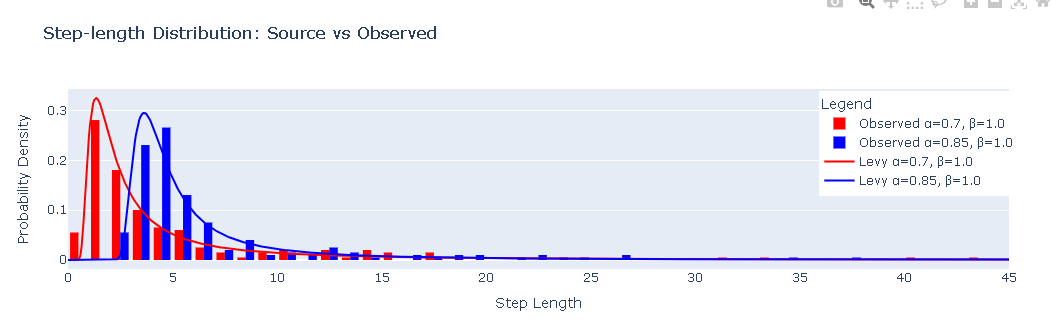 Step-length Distribution: Source vs Observed
Probability Density
0.3
0.2
0.1
0
0 5 10 15 20 25 30 35 40 45
Step Length
Legend
Observed α=0.7, β=1.0
Observed α=0.85, β=1.0
Levy α=0.7, β=1.0
Levy α=0.85, β=1.0